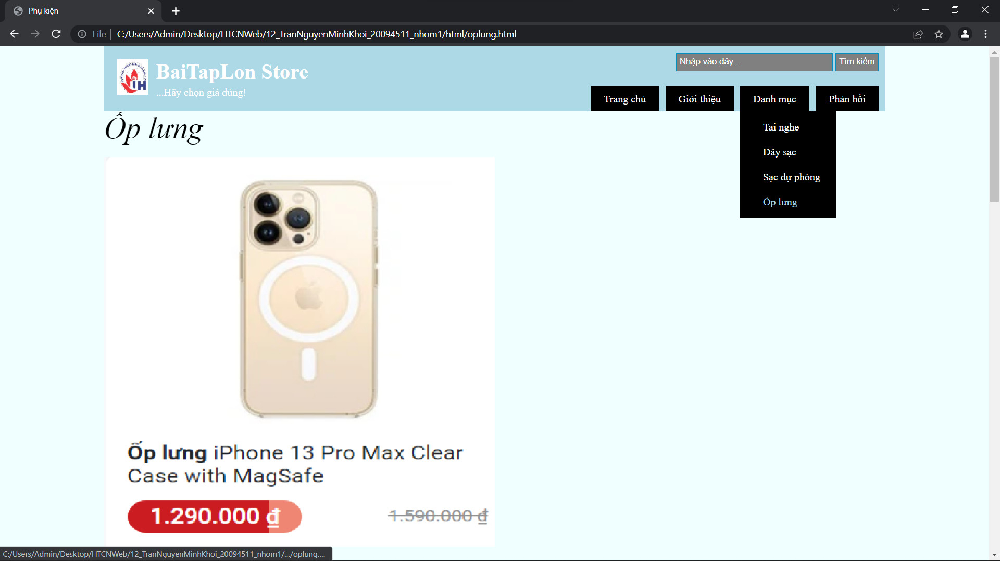 Phụ kiện
File
C:/Users/Admin/Desktop/HTCNWeb/12_TranNguyenMinhKhoi_20094511_nhom1/html/oplung.html
IH
BaiTapLon Store
...Hãy chọn giá đúng!
Nhập vào đây...
Tìm kiếm
Trang chủ
Giới thiệu
Danh mục
Phản hồi
Tai nghe
Dây sạc
Sạc dự phòng
Ốp lưng
Ốp lưng
Ốp lưng iPhone 13 Pro Max Clear
Case with MagSafe
1.290.000 ₫
1.590.000 ₫
C:/Users/Admin/Desktop/HTCNWeb/12_TranNguyenMinhKhoi_20094511_nhom1/.../oplung....